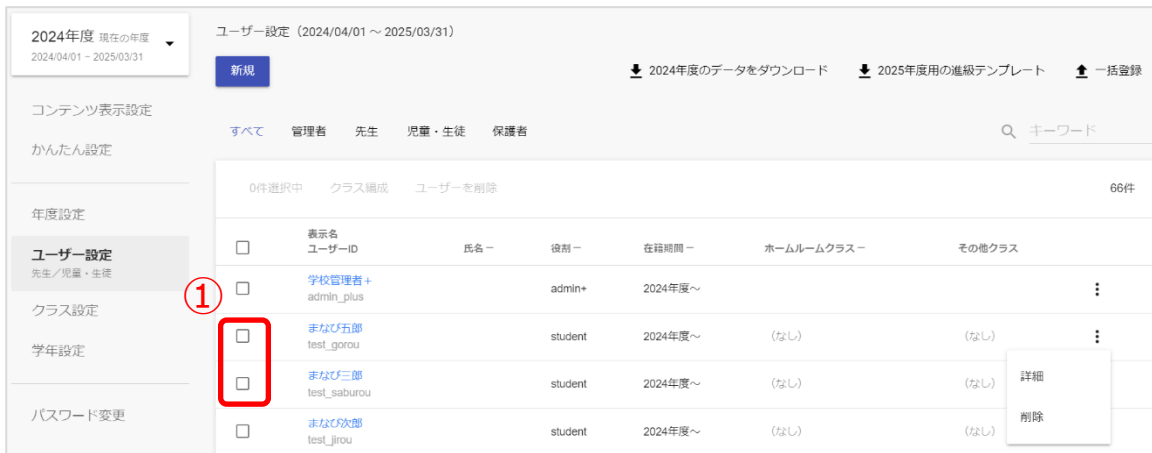 2024年度 現在の年度
2024/04/01 ~ 2025/03/31
コンテンツ表示設定
かんたん設定
年度設定
ユーザー設定
先生／児童・生徒
クラス設定
学年設定
パスワード変更
ユーザー設定（2024/04/01 ～ 2025/03/31）
新規
2024年度のデータをダウンロード
2025年度用の進級テンプレート
一括登録
すべて 管理者 先生 児童・生徒 保護者
キーワード
0件選択中 クラス編成 ユーザーを削除
66件
表示名
ユーザーID 氏名 － 役割 － 在籍期間 － ホームルームクラス － その他クラス
①
学校管理者+
admin_plus
admin+ 2024年度～
まなび五郎
test_gorou
student 2024年度～ （なし） （なし）
まなび三郎
test_saburou
student 2024年度～ （なし） （なし）
まなび次郎
test_jirou
student 2024年度～ （なし） （なし）
詳細
削除